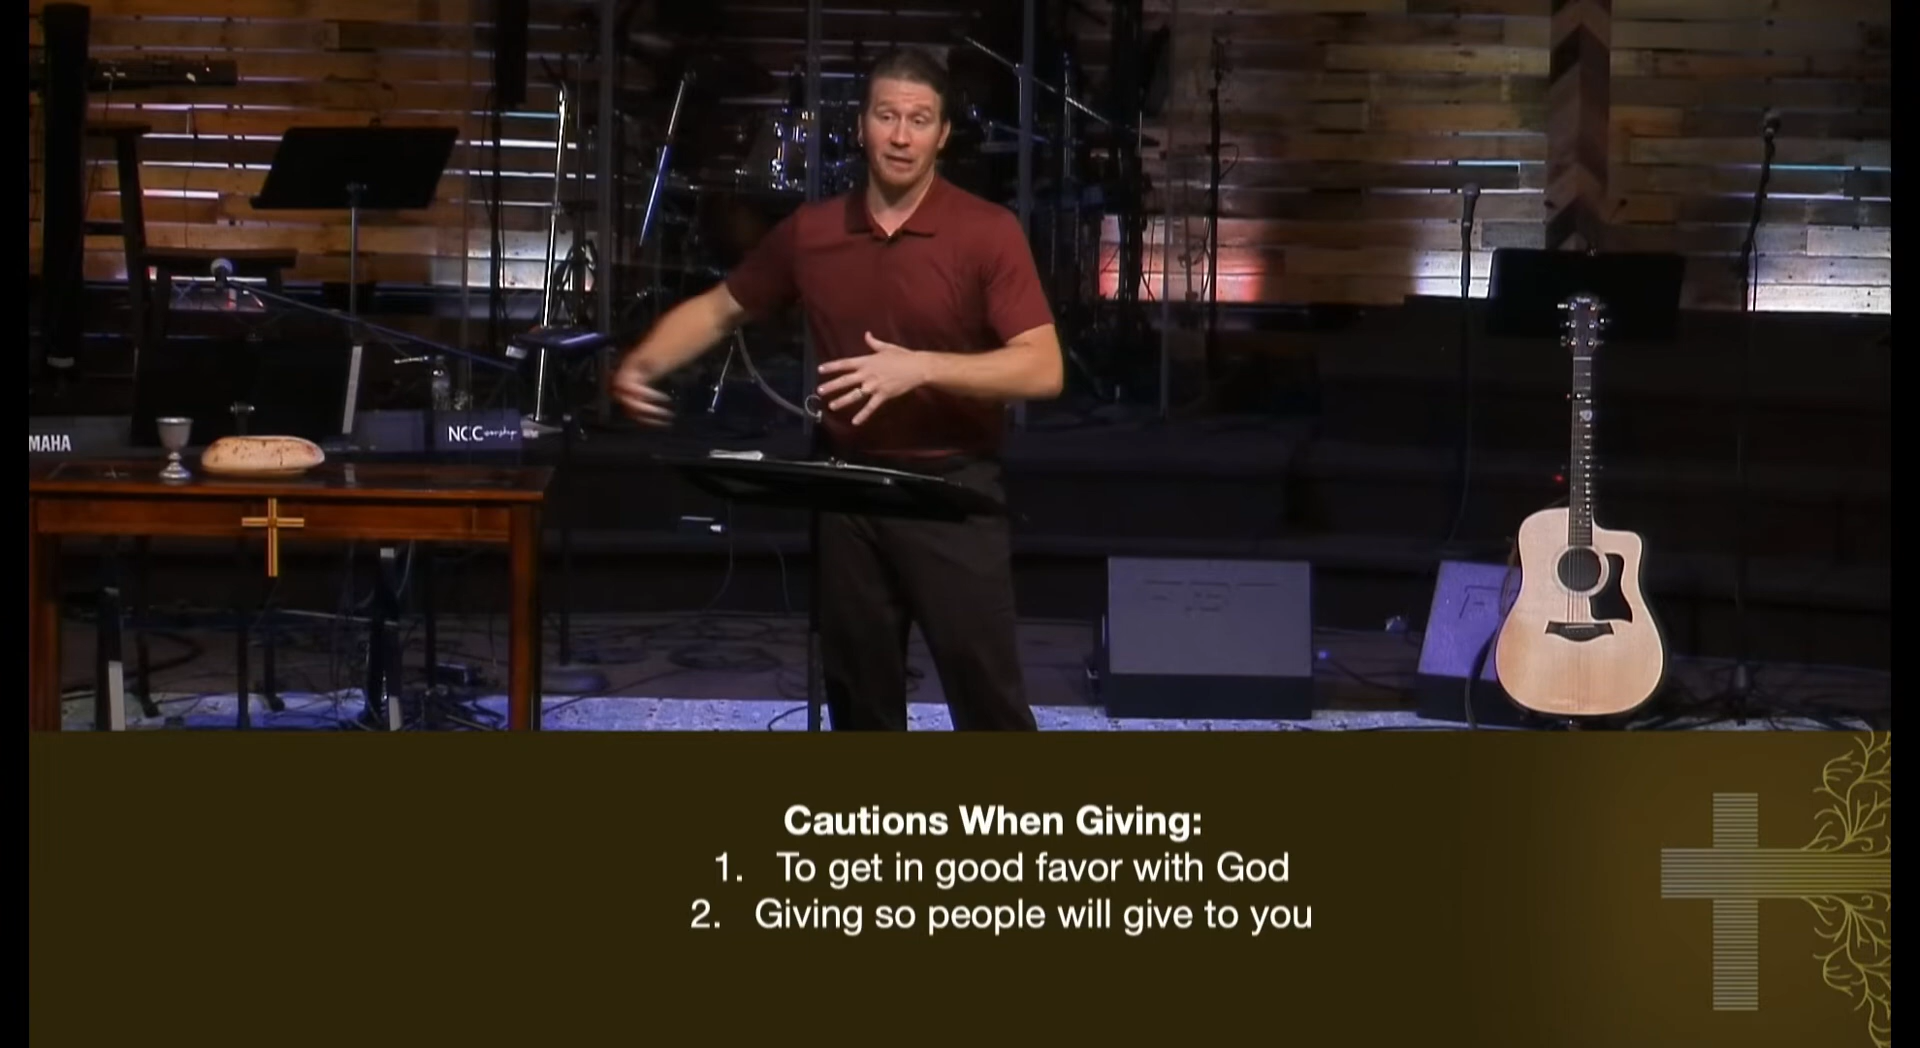 MAHA
NCC worship
Cautions When Giving:
1. To get in good favor with God
2. Giving so people will give to you